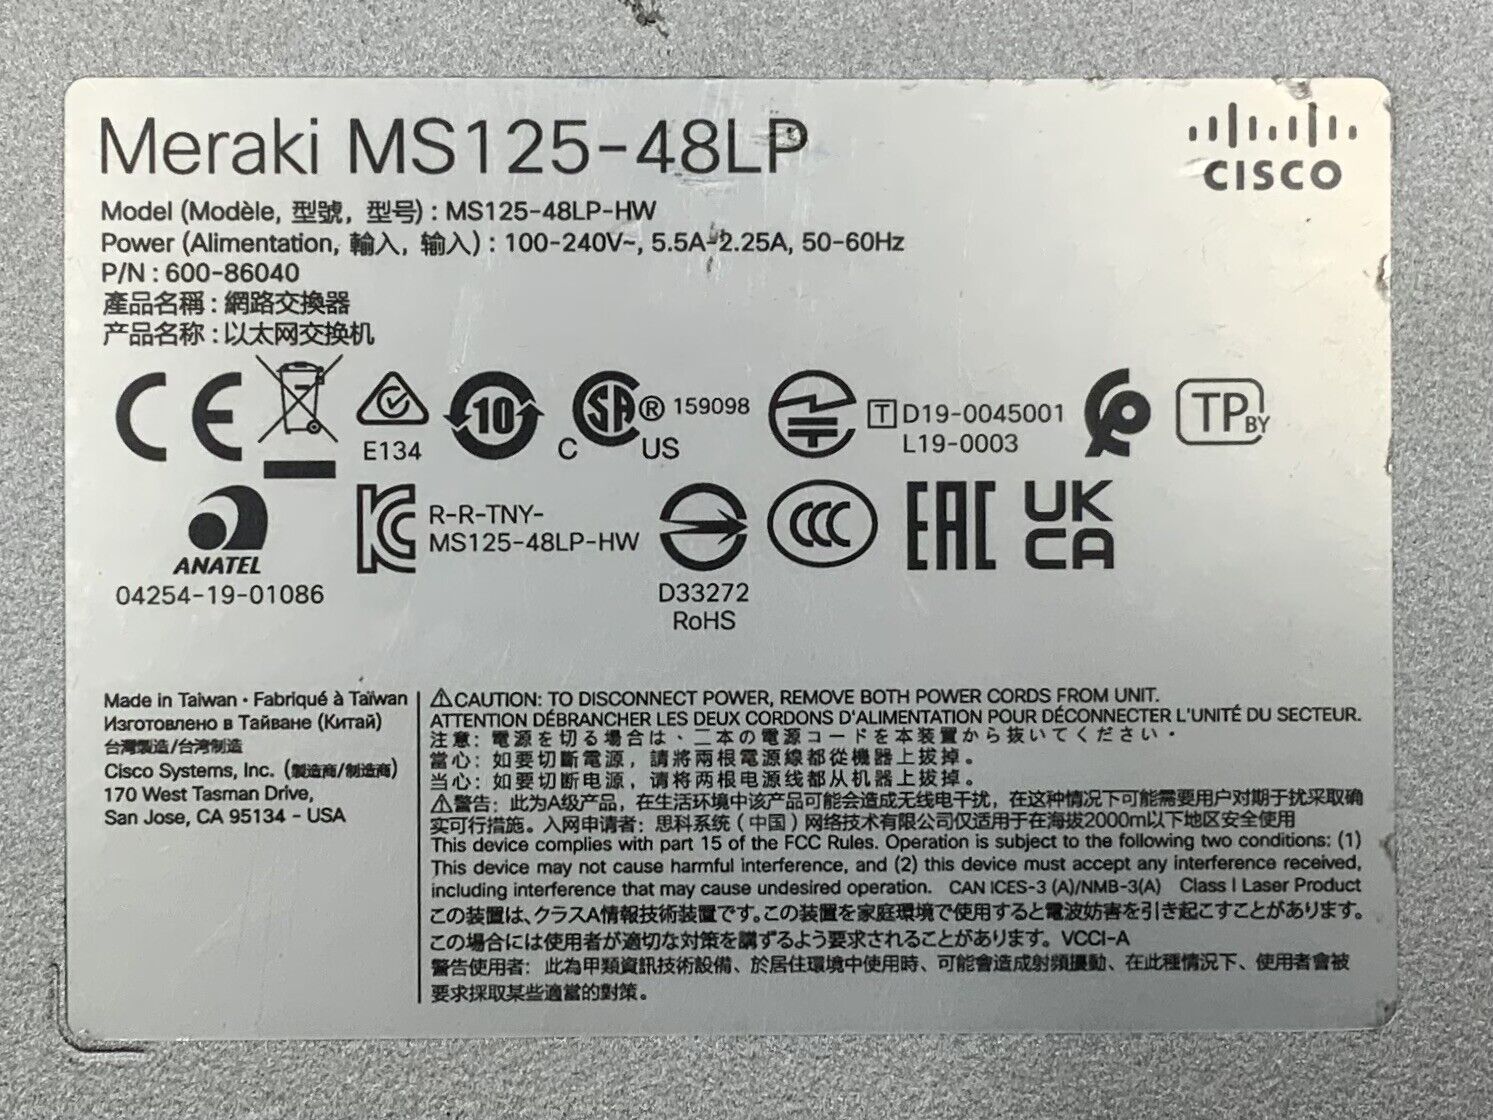 Meraki MS125-48LP
CISCO
Model (Modèle, 型號, 型号) : MS125-48LP-HW
Power (Alimentation, 輸入, 输入) : 100-240V~, 5.5A-2.25A, 50-60Hz
P/N : 600-86040
產品名稱 : 網路交換器
产品名称 : 以太网交换机
CE
E134
10
C SA ® US 159098
T D19-0045001
L19-0003
TP BY
ANATEL
04254-19-01086
R-R-TNY-
MS125-48LP-HW
D33272
RoHS
CCC
EAC
UK
CA
Made in Taiwan · Fabriqué à Taïwan
Изготовлено в Тайване (Китай)
台灣製造/台湾制造
Cisco Systems, Inc. (製造商/制造商)
170 West Tasman Drive,
San Jose, CA 95134 - USA
⚠CAUTION: TO DISCONNECT POWER, REMOVE BOTH POWER CORDS FROM UNIT.
ATTENTION DÉBRANCHER LES DEUX CORDONS D'ALIMENTATION POUR DÉCONNECTER L'UNITÉ DU SECTEUR.
注意: 電源を切る場合は、二本の電源コードを本装置から抜いてください・
當心: 如要切斷電源，請將兩根電源線都從機器上拔掉。
当心: 如要切断电源，请将两根电源线都从机器上拔掉。
⚠警告: 此为A级产品，在生活环境中该产品可能会造成无线电干扰，在这种情况下可能需要用户对期于扰采取确
实可行措施。入网申请者: 思科系统（中国）网络技术有限公司仅适用于在海拔2000m以下地区安全使用
This device complies with part 15 of the FCC Rules. Operation is subject to the following two conditions: (1)
This device may not cause harmful interference, and (2) this device must accept any interference received,
including interference that may cause undesired operation. CAN ICES-3 (A)/NMB-3(A) Class I Laser Product
この装置は、クラスA情報技術装置です。この装置を家庭環境で使用すると電波妨害を引き起こすことがあります。
この場合には使用者が適切な対策を講ずるよう要求されることがあります。VCCI-A
警告使用者: 此為甲類資訊技術設備、於居住環境中使用時、可能會造成射頻擾動、在此種情況下、使用者會被
要求採取某些適當的對策。